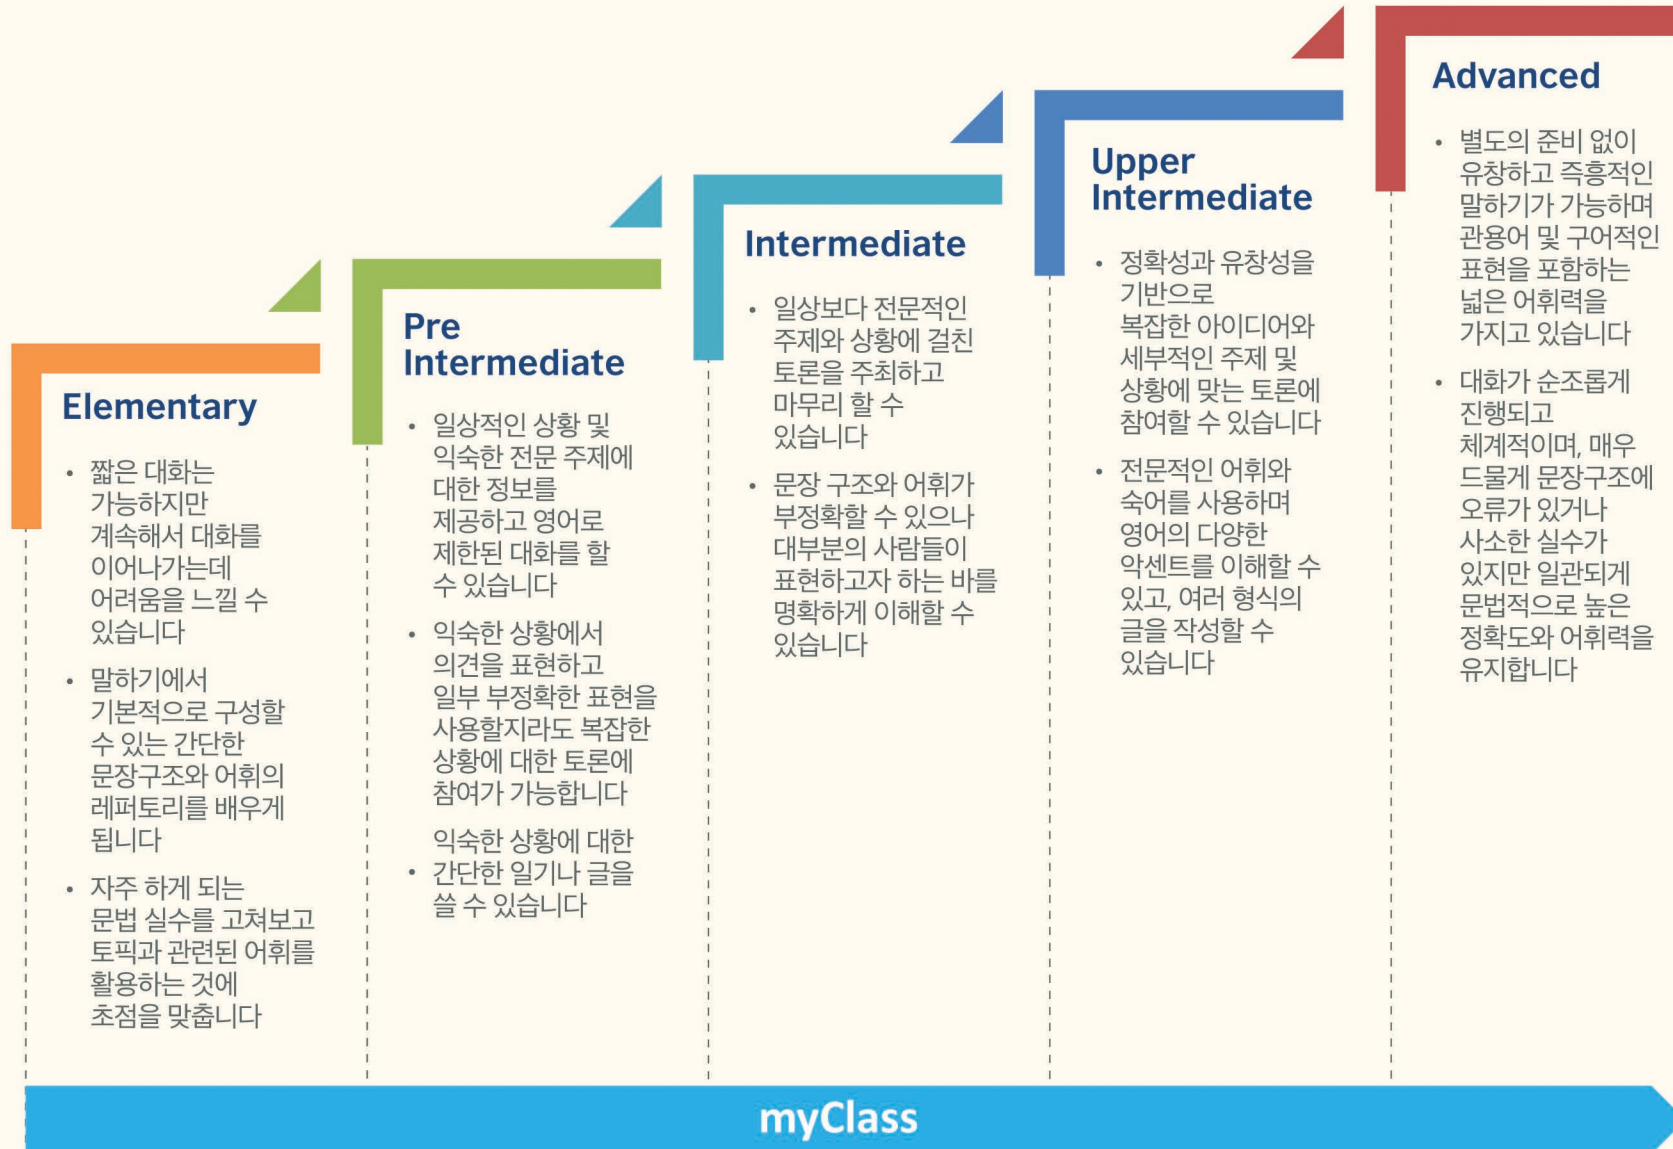 Elementary
• 짧은 대화는
가능하지만
계속해서 대화를
이어나가는데
어려움을 느낄 수
있습니다
• 말하기에서
기본적으로 구성할
수 있는 간단한
문장구조와 어휘의
레퍼토리를 배우게
됩니다
• 자주 하게 되는
문법 실수를 고쳐보고
토픽과 관련된 어휘를
활용하는 것에
초점을 맞춥니다
Pre
Intermediate
• 일상적인 상황 및
익숙한 전문 주제에
대한 정보를
제공하고 영어로
제한된 대화를 할
수 있습니다
• 익숙한 상황에서
의견을 표현하고
일부 부정확한 표현을
사용할지라도 복잡한
상황에 대한 토론에
참여가 가능합니다
익숙한 상황에 대한
• 간단한 일기나 글을
쓸 수 있습니다
Intermediate
• 일상보다 전문적인
주제와 상황에 걸친
토론을 주최하고
마무리 할 수
있습니다
• 문장 구조와 어휘가
부정확할 수 있으나
대부분의 사람들이
표현하고자 하는 바를
명확하게 이해할 수
있습니다
Upper
Intermediate
• 정확성과 유창성을
기반으로
복잡한 아이디어와
세부적인 주제 및
상황에 맞는 토론에
참여할 수 있습니다
• 전문적인 어휘와
숙어를 사용하며
영어의 다양한
악센트를 이해할 수
있고, 여러 형식의
글을 작성할 수
있습니다
Advanced
• 별도의 준비 없이
유창하고 즉흥적인
말하기가 가능하며
관용어 및 구어적인
표현을 포함하는
넓은 어휘력을
가지고 있습니다
• 대화가 순조롭게
진행되고
체계적이며, 매우
드물게 문장구조에
오류가 있거나
사소한 실수가
있지만 일관되게
문법적으로 높은
정확도와 어휘력을
유지합니다
myClass